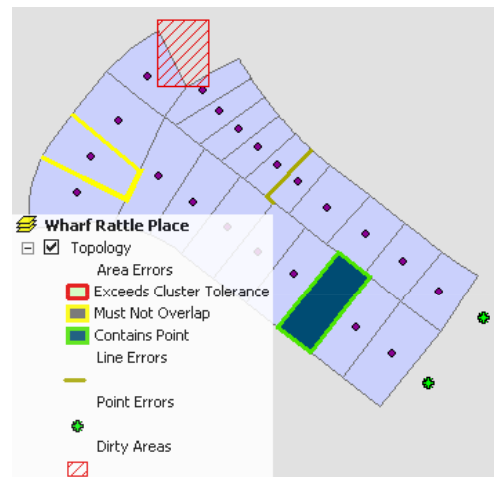 Wharf Rattle Place
Topology
Area Errors
Exceeds Cluster Tolerance
Must Not Overlap
Contains Point
Line Errors
Point Errors
Dirty Areas